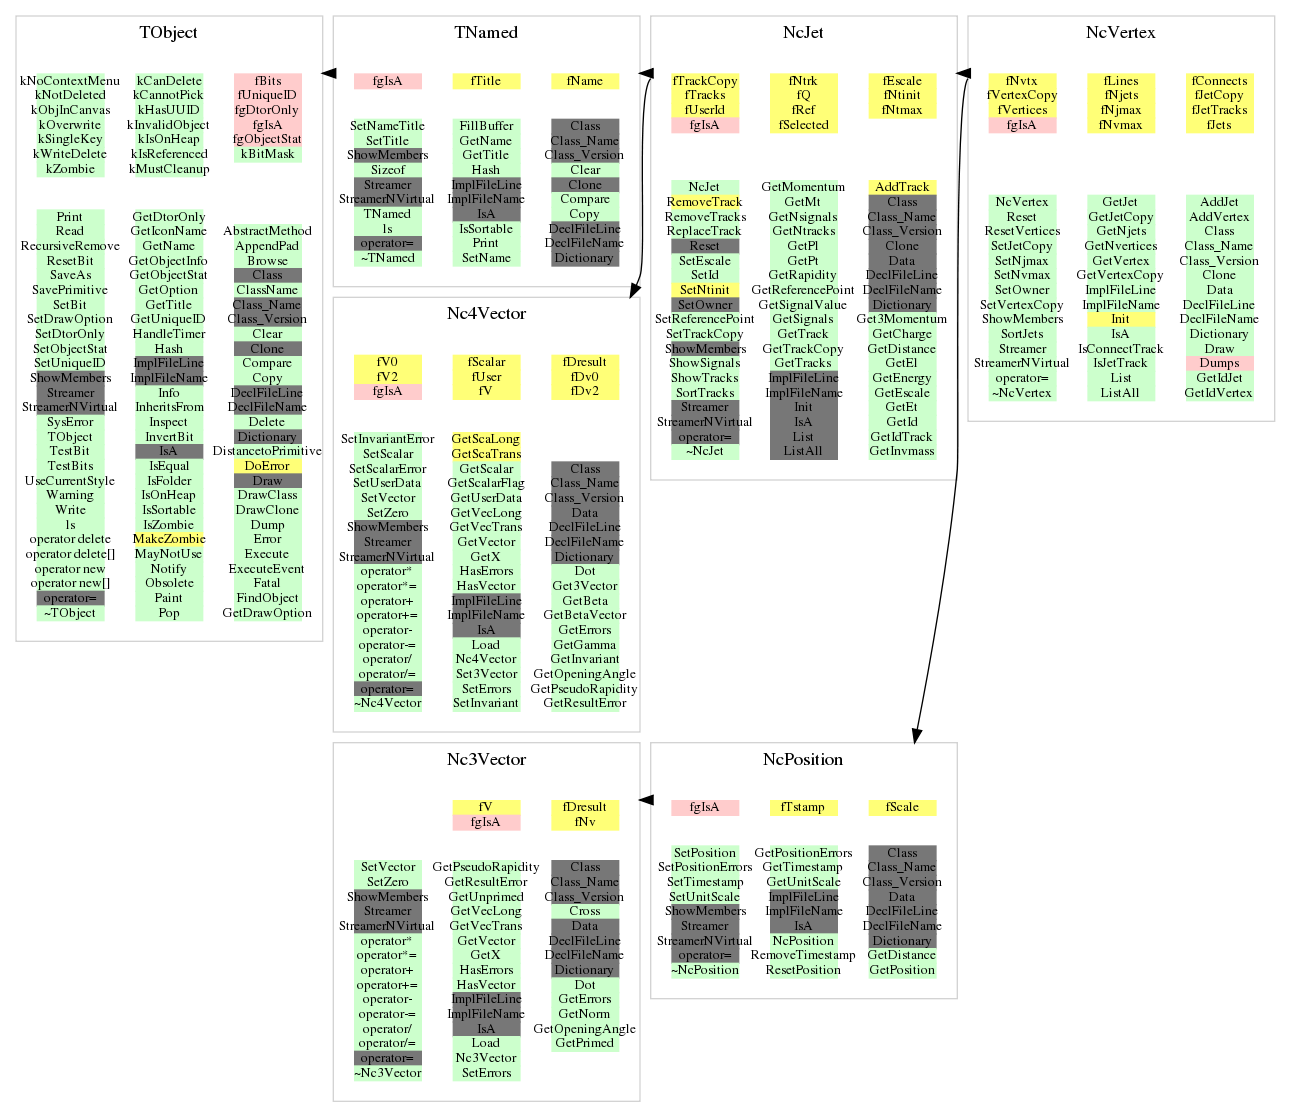 TObject
kNoContextMenu kCanDelete fBits
kNotDeleted kCannotPick fUniqueID
kObjInCanvas kHasUUID fgDtorOnly
kOverwrite kInvalidObject fgIsA
kSingleKey kIsOnHeap fgObjectStat
kWriteDelete kIsReferenced kBitMask
kZombie kMustCleanup
Print GetDtorOnly
Read GetIconName AbstractMethod
RecursiveRemove GetName AppendPad
ResetBit GetObjectInfo Browse
SaveAs GetObjectStat Class
SavePrimitive GetOption ClassName
SetBit GetTitle Class_Name
SetDrawOption GetUniqueID Class_Version
SetDtorOnly HandleTimer Clear
SetObjectStat Hash Clone
SetUniqueID ImplFileLine Compare
ShowMembers ImplFileName Copy
Streamer Info DeclFileLine
StreamerNVirtual InheritsFrom DeclFileName
SysError Inspect Delete
TObject InvertBit Dictionary
TestBit IsA DistancetoPrimitive
TestBits IsEqual DoError
UseCurrentStyle IsFolder Draw
Warning IsOnHeap DrawClass
Write IsSortable DrawClone
ls IsZombie Dump
operator delete MakeZombie Error
operator delete[] MayNotUse Execute
operator new Notify ExecuteEvent
operator new[] Obsolete Fatal
operator= Paint FindObject
~TObject Pop GetDrawOption
TNamed
fgIsA fTitle fName
SetNameTitle FillBuffer Class
SetTitle GetName Class_Name
ShowMembers GetTitle Class_Version
Sizeof Hash Clear
Streamer ImplFileLine Clone
StreamerNVirtual ImplFileName Compare
TNamed IsA Copy
ls IsSortable DeclFileLine
operator= Print DeclFileName
~TNamed SetName Dictionary
Nc4Vector
fV0 fScalar fDresult
fV2 fUser fDv0
fgIsA fV fDv2
SetInvariantError GetScaLong
SetScalar GetScaTrans
SetScalarError GetScalar Class
SetUserData GetScalarFlag Class_Name
SetVector GetUserData Class_Version
SetZero GetVecLong Data
ShowMembers GetVecTrans DeclFileLine
Streamer GetVector DeclFileName
StreamerNVirtual GetX Dictionary
operator* HasErrors Dot
operator*= HasVector Get3Vector
operator+ ImplFileLine GetBeta
operator+= ImplFileName GetBetaVector
operator- IsA GetErrors
operator-= Load GetGamma
operator/ Nc4Vector GetInvariant
operator/= Set3Vector GetOpeningAngle
operator= SetErrors GetPseudoRapidity
~Nc4Vector SetInvariant GetResultError
Nc3Vector
fV fDresult
fgIsA fNv
SetVector GetPseudoRapidity Class
SetZero GetResultError Class_Name
ShowMembers GetUnprimed Class_Version
Streamer GetVecLong Cross
StreamerNVirtual GetVecTrans Data
operator* GetVector DeclFileLine
operator*= GetX DeclFileName
operator+ HasErrors Dictionary
operator+= HasVector Dot
operator- ImplFileLine GetErrors
operator-= ImplFileName GetNorm
operator/ IsA GetOpeningAngle
operator/= Load GetPrimed
operator= Nc3Vector
~Nc3Vector SetErrors
NcJet
fTrackCopy fNtrk fEscale
fTracks fQ fNtinit
fUserId fRef fNtmax
fgIsA fSelected
NcJet GetMomentum AddTrack
RemoveTrack GetMt Class
RemoveTracks GetNsignals Class_Name
ReplaceTrack GetNtracks Class_Version
Reset GetPl Clone
SetEscale GetPt Data
SetId GetRapidity DeclFileLine
SetNtinit GetReferencePoint DeclFileName
SetOwner GetSignalValue Dictionary
SetReferencePoint GetSignals Get3Momentum
SetTrackCopy GetTrack GetCharge
ShowMembers GetTrackCopy GetDistance
ShowSignals GetTracks GetEl
ShowTracks ImplFileLine GetEnergy
SortTracks ImplFileName GetEscale
Streamer Init GetEt
StreamerNVirtual IsA GetId
operator= List GetIdTrack
~NcJet ListAll GetInvmass
NcPosition
fgIsA fTstamp fScale
SetPosition GetPositionErrors Class
SetPositionErrors GetTimestamp Class_Name
SetTimestamp GetUnitScale Class_Version
SetUnitScale ImplFileLine Data
ShowMembers ImplFileName DeclFileLine
Streamer IsA DeclFileName
StreamerNVirtual NcPosition Dictionary
operator= RemoveTimestamp GetDistance
~NcPosition ResetPosition GetPosition
NcVertex
fNvtx fLines fConnects
fVertexCopy fNjets fJetCopy
fVertices fNjmax fJetTracks
fgIsA fNvmax fJets
NcVertex GetJet AddJet
Reset GetJetCopy AddVertex
ResetVertices GetNjets Class
SetJetCopy GetNvertices Class_Name
SetNjmax GetVertex Class_Version
SetNvmax GetVertexCopy Clone
SetOwner ImplFileLine Data
SetVertexCopy ImplFileName DeclFileLine
ShowMembers Init DeclFileName
SortJets IsA Dictionary
Streamer IsConnectTrack Draw
StreamerNVirtual IsJetTrack Dumps
operator= List GetIdJet
~NcVertex ListAll GetIdVertex